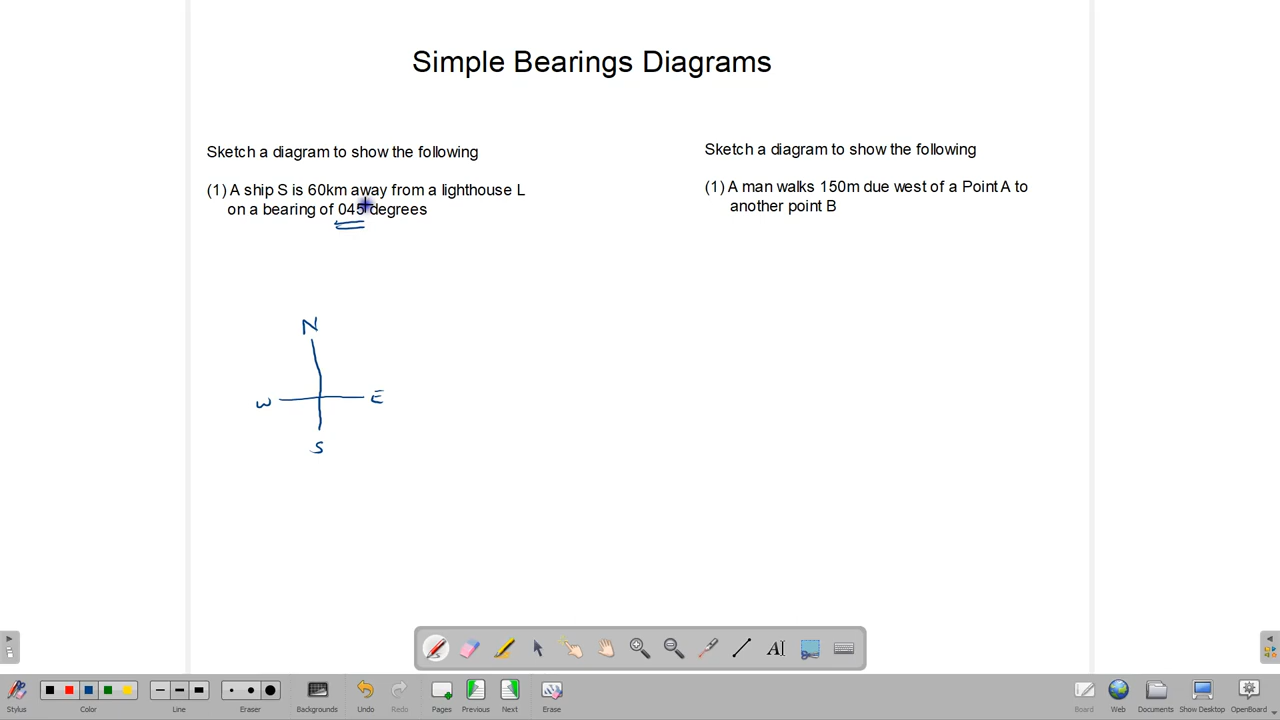 Simple Bearings Diagrams
Sketch a diagram to show the following
(1) A ship S is 60km away from a lighthouse L
on a bearing of 045 degrees
Sketch a diagram to show the following
(1) A man walks 150m due west of a Point A to
another point B
N
W
E
S
Stylus
Color
Line
Eraser
Backgrounds
Undo
Redo
Pages
Previous
Next
Erase
Board
Web
Documents
Show Desktop
OpenBoard